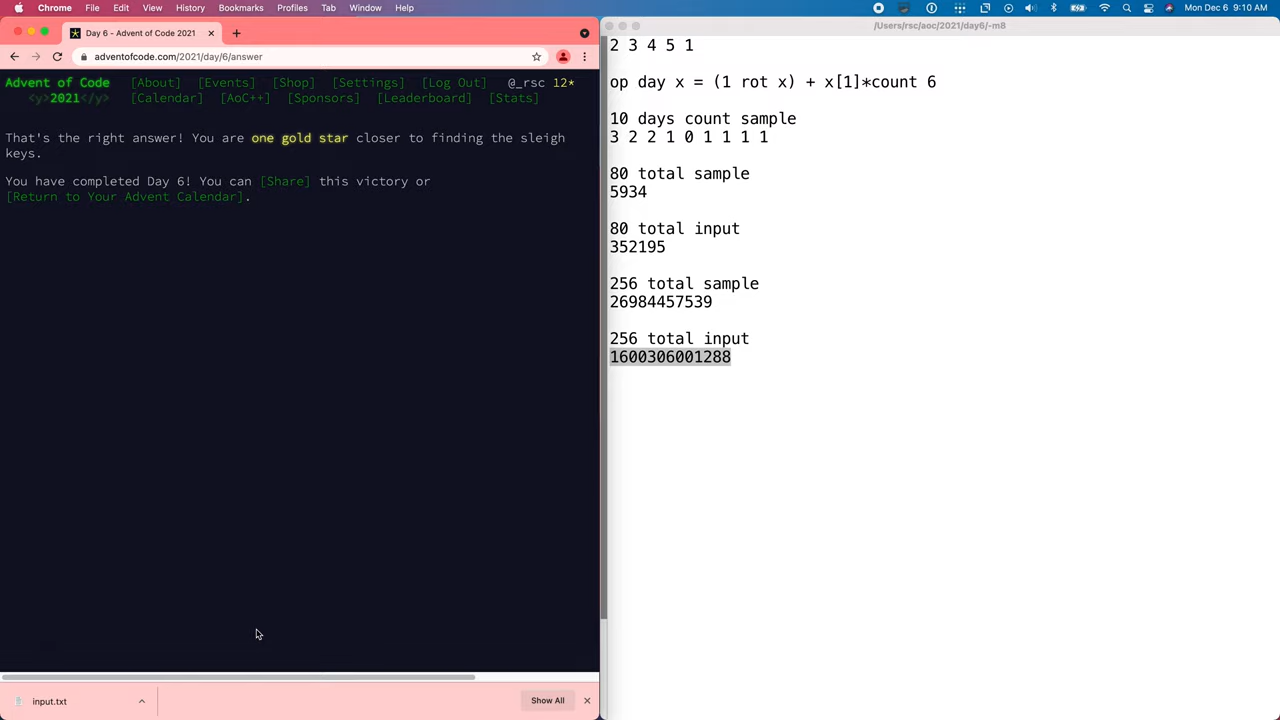 Chrome File Edit View History Bookmarks Profiles Tab Window Help Mon Dec 6 9:10 AM
Day 6 - Advent of Code 2021
adventofcode.com/2021/day/6/answer
Advent of Code [About] [Events] [Shop] [Settings] [Log Out] @_rsc 12*
<y>2021</y> [Calendar] [AoC++] [Sponsors] [Leaderboard] [Stats]
That's the right answer! You are one gold star closer to finding the sleigh
keys.
You have completed Day 6! You can [Share] this victory or
[Return to Your Advent Calendar].
input.txt Show All
/Users/rsc/aoc/2021/day6/-m8
2 3 4 5 1
op day x = (1 rot x) + x[1]*count 6
10 days count sample
3 2 2 1 0 1 1 1 1
80 total sample
5934
80 total input
352195
256 total sample
26984457539
256 total input
1600306001288